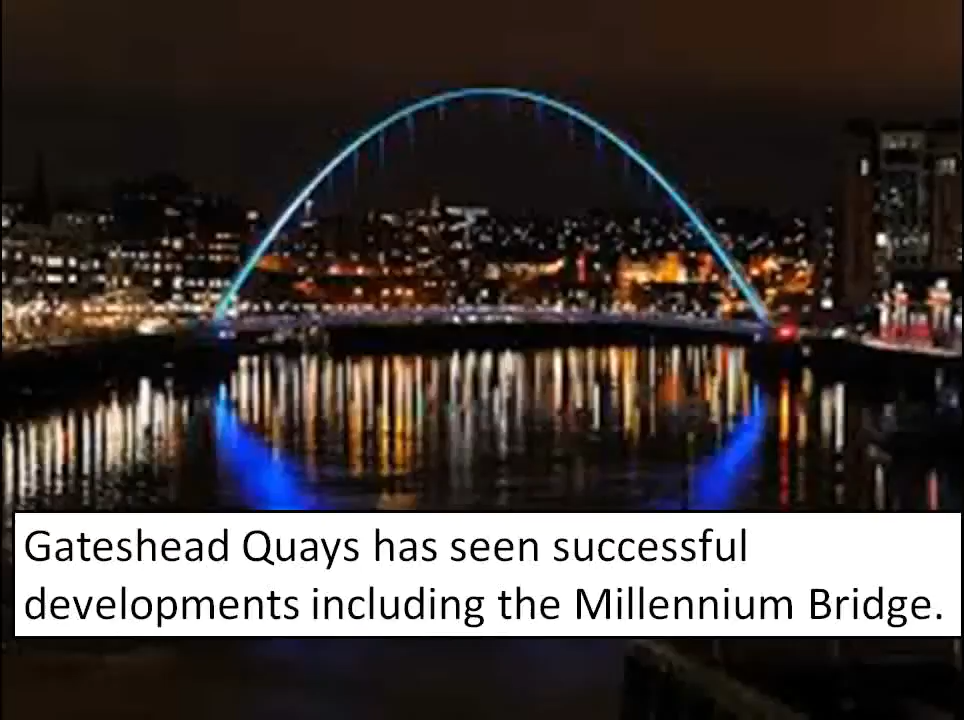 Gateshead Quays has seen successful
developments including the Millennium Bridge.